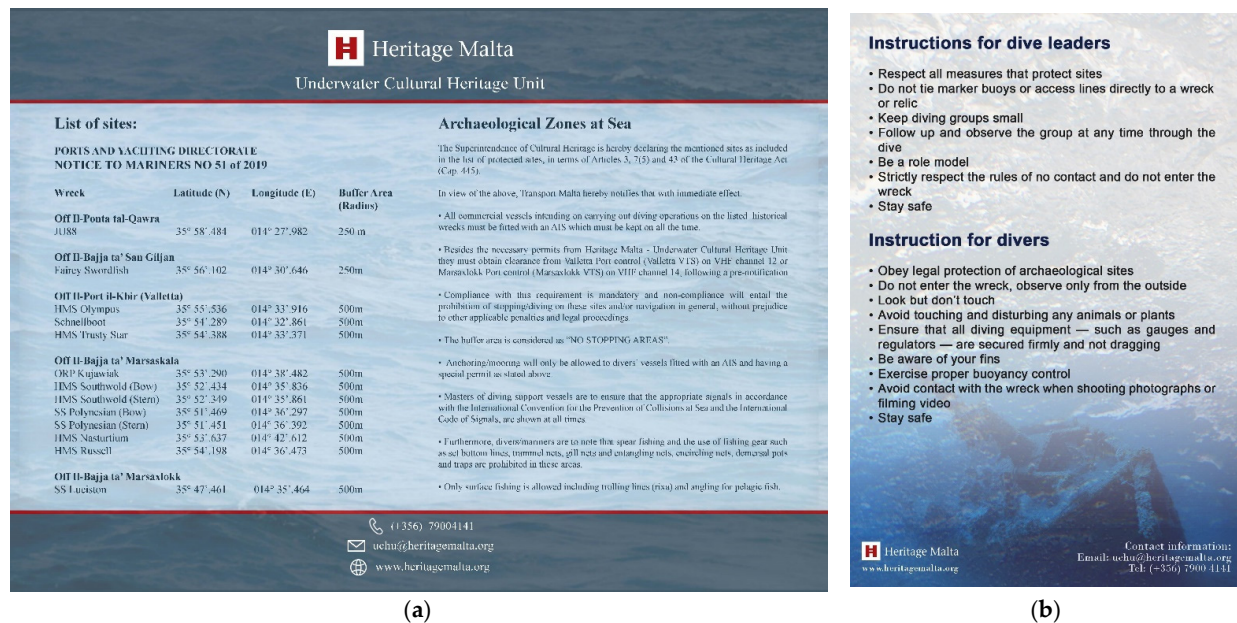 Heritage Malta
Underwater Cultural Heritage Unit
List of sites:
PORTS AND YACHTING DIRECTORATE
NOTICE TO MARINERS NO 51 of 2019
Wreck Latitude (N) Longitude (E) Buffer Area
(Radius)
Off Il-Ponta tal-Qawra
JU88 35° 58'.484 014° 27'.982 250 m
Off Il-Bajja ta' San Giljan
Fairey Swordfish 35° 56'.102 014° 30'.646 250m
Off Il-Port il-Kbir (Valletta)
HMS Olympus 35° 55'.536 014° 33'.916 500m
Schnellboot 35° 54'.289 014° 32'.861 500m
HMS Trusty Star 35° 54'.388 014° 33'.371 500m
Off Il-Bajja ta' Marsaskala
ORP Kujawiak 35° 53'.290 014° 38'.482 500m
HMS Southwold (Bow) 35° 52'.434 014° 35'.836 500m
HMS Southwold (Stern) 35° 52'.349 014° 35'.861 500m
SS Polynesian (Bow) 35° 51'.469 014° 36'.297 500m
SS Polynesian (Stern) 35° 51'.451 014° 36'.392 500m
HMS Nasturtium 35° 53'.637 014° 42'.612 500m
HMS Russell 35° 54'.198 014° 36'.473 500m
Off Il-Bajja ta' Marsaxlokk
SS Luciston 35° 47'.461 014° 35'.464 500m
Archaeological Zones at Sea
The Superintendence of Cultural Heritage is hereby declaring the mentioned sites as included
in the list of protected sites, in terms of Articles 3, 7(5) and 43 of the Cultural Heritage Act
(Cap. 445).
In view of the above, Transport Malta hereby notifies that with immediate effect.
• All commercial vessels intending on carrying out diving operations on the listed historical
wrecks must be fitted with an AIS which must be kept on all the time.
• Besides the necessary permits from Heritage Malta - Underwater Cultural Heritage Unit
they must obtain clearance from Valletta Port control (Valletta VTS) on VHF channel 12 or
Marsaxlokk Port control (Marsaxlokk VTS) on VHF channel 14, following a pre-notification
• Compliance with this requirement is mandatory and non-compliance will entail the
prohibition of stopping/diving on these sites and/or navigation in general, without prejudice
to other applicable penalties and legal proceedings
• The buffer area is considered as "NO STOPPING AREAS".
• Anchoring/mooring will only be allowed to divers' vessels fitted with an AIS and having a
special permit as stated above
• Masters of diving support vessels are to ensure that the appropriate signals in accordance
with the International Convention for the Prevention of Collisions at Sea and the International
Code of Signals, are shown at all times
• Furthermore, divers/mariners are to note that spear fishing and the use of fishing gear such
as set bottom lines, trammel nets, gill nets and entangling nets, encircling nets, demersal pots
and traps are prohibited in these areas.
• Only surface fishing is allowed including trolling lines (rixa) and angling for pelagic fish.
(+356) 79004141
uchu@heritagemalta.org
www.heritagemalta.org
(a)
Instructions for dive leaders
• Respect all measures that protect sites
• Do not tie marker buoys or access lines directly to a wreck
or relic
• Keep diving groups small
• Follow up and observe the group at any time through the
dive
• Be a role model
• Strictly respect the rules of no contact and do not enter the
wreck
• Stay safe
Instruction for divers
• Obey legal protection of archaeological sites
• Do not enter the wreck, observe only from the outside
• Look but don't touch
• Avoid touching and disturbing any animals or plants
• Ensure that all diving equipment — such as gauges and
regulators — are secured firmly and not dragging
• Be aware of your fins
• Exercise proper buoyancy control
• Avoid contact with the wreck when shooting photographs or
filming video
• Stay safe
Heritage Malta
www.heritagemalta.org
Contact information:
Email: uchu@heritagemalta.org
Tel: (+356) 7900 4141
(b)